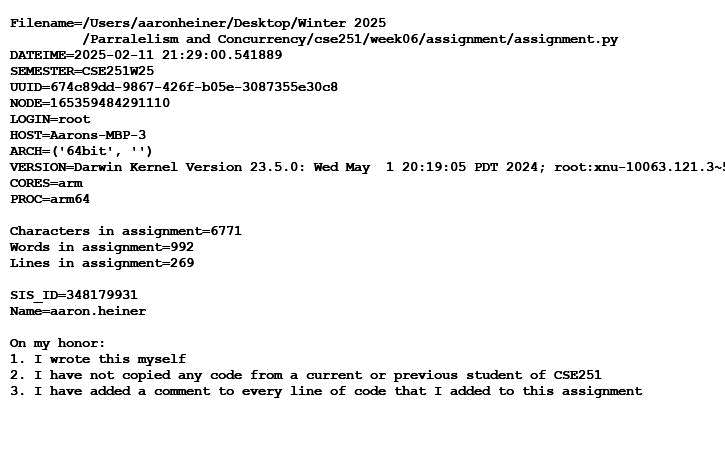 Filename=/Users/aaronheiner/Desktop/Winter 2025
/Parralelism and Concurrency/cse251/week06/assignment/assignment.py
DATEIME=2025-02-11 21:29:00.541889
SEMESTER=CSE251W25
UUID=674c89dd-9867-426f-b05e-3087355e30c8
NODE=165359484291110
LOGIN=root
HOST=Aarons-MBP-3
ARCH=('64bit', '')
VERSION=Darwin Kernel Version 23.5.0: Wed May  1 20:19:05 PDT 2024; root:xnu-10063.121.3~5
CORES=arm
PROC=arm64
Characters in assignment=6771
Words in assignment=992
Lines in assignment=269
SIS_ID=348179931
Name=aaron.heiner
On my honor:
1. I wrote this myself
2. I have not copied any code from a current or previous student of CSE251
3. I have added a comment to every line of code that I added to this assignment